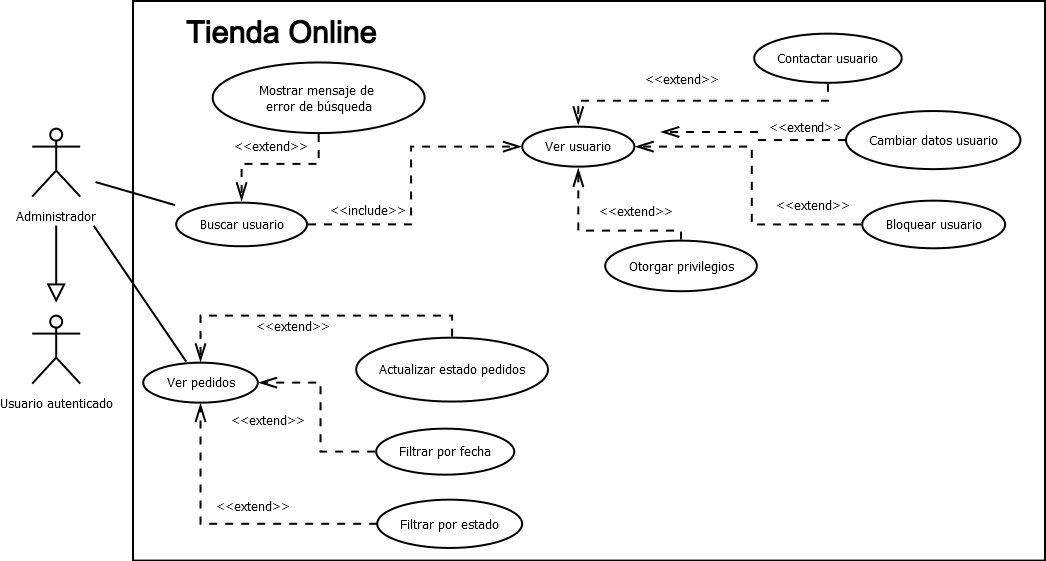 Tienda Online
Contactar usuario
<<extend>>
Mostrar mensaje de
error de búsqueda
<<extend>>
Cambiar datos usuario
<<extend>>
Ver usuario
Administrador
Buscar usuario
<<include>>
<<extend>>
<<extend>>
Bloquear usuario
Otorgar privilegios
<<extend>>
Actualizar estado pedidos
Ver pedidos
Usuario autenticado
<<extend>>
Filtrar por fecha
<<extend>>
Filtrar por estado